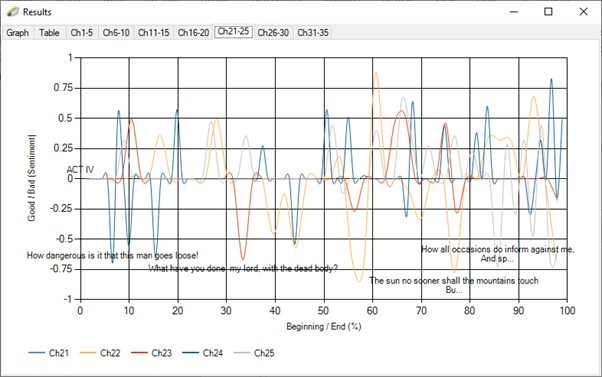 Results
Graph Table Ch1-5 Ch6-10 Ch11-15 Ch16-20 Ch21-25 Ch26-30 Ch31-35
1
0.75
0.5
0.25
ACT IV
0
-0.25
-0.5
-0.75
-1
Good / Bad [Sentiment]
How dangerous is it that this man goes loose!
What have you done, my lord, with the dead body?
How all occasions do inform against me,
And sp...
The sun no sooner shall the mountains touch
Bu...
0 10 20 30 40 50 60 70 80 90 100
Beginning / End (%)
Ch21 Ch22 Ch23 Ch24 Ch25